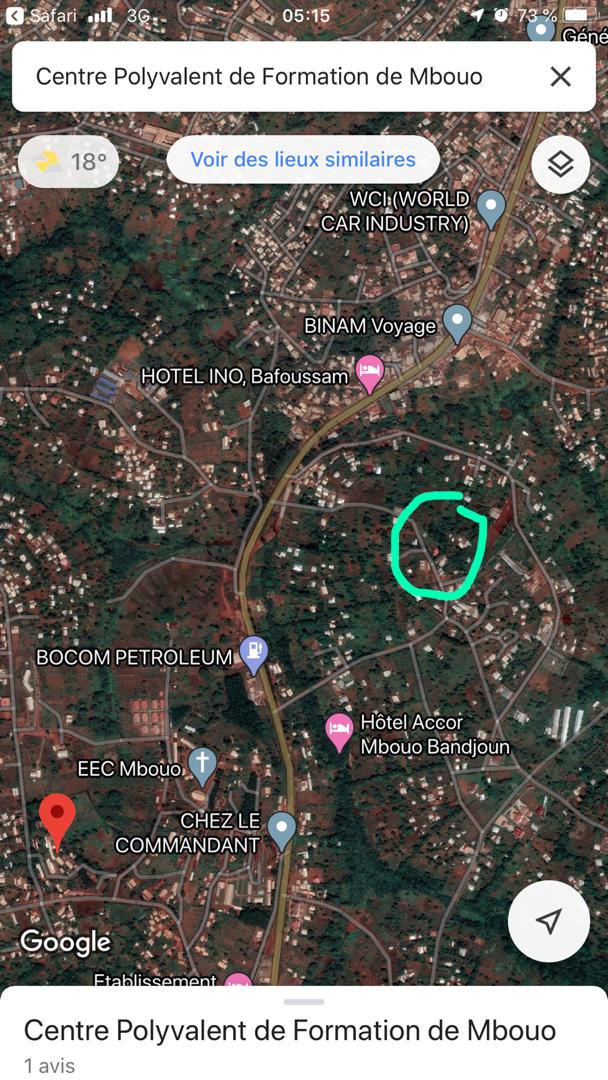 Safari 3G 05:15 73 %
Géné
Centre Polyvalent de Formation de Mbouo
18°
Voir des lieux similaires
WCI (WORLD
CAR INDUSTRY)
BINAM Voyage
HOTEL INO, Bafoussam
BOCOM PETROLEUM
Hôtel Accor
Mbouo Bandjoun
EEC Mbouo
CHEZ LE
COMMANDANT
Google
Etablissement
Centre Polyvalent de Formation de Mbouo
1 avis